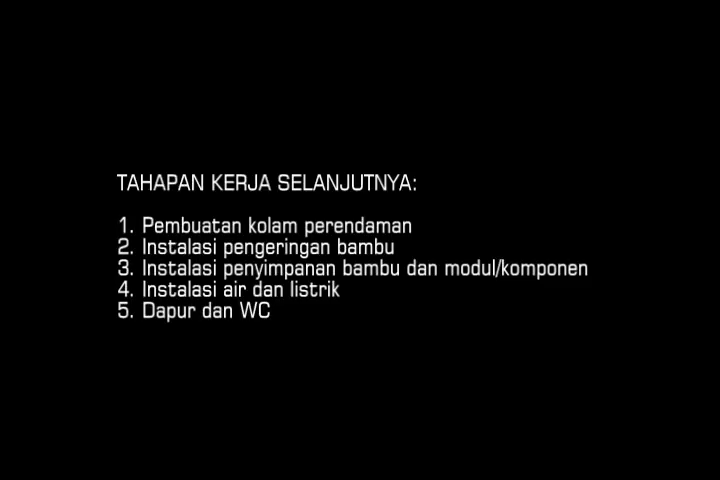 TAHAPAN KERJA SELANJUTNYA:
1. Pembuatan kolam perendaman
2. Instalasi pengeringan bambu
3. Instalasi penyimpanan bambu dan modul/komponen
4. Instalasi air dan listrik
5. Dapur dan WC